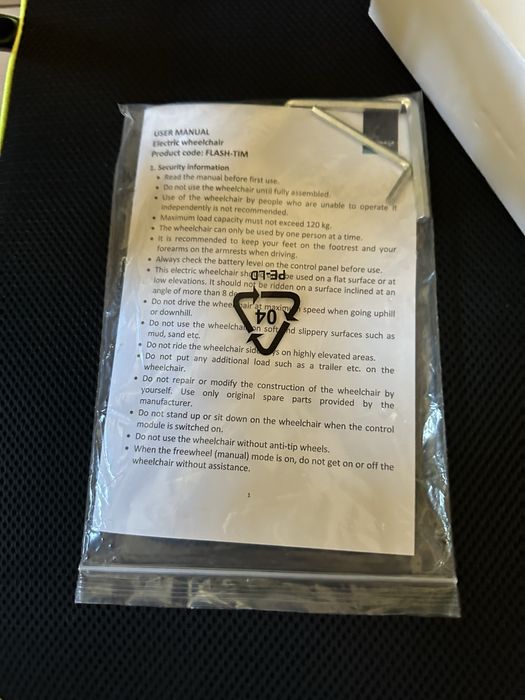 USER MANUAL
Electric wheelchair
Product code: FLASH-TIM
1. Security information
• Read the manual before first use.
• Do not use the wheelchair until fully assembled.
• Use of the wheelchair by people who are unable to operate it
independently is not recommended.
• Maximum load capacity must not exceed 120 kg.
• The wheelchair can only be used by one person at a time.
• It is recommended to keep your feet on the footrest and your
forearms on the armrests when driving.
• Always check the battery level on the control panel before use.
• This electric wheelchair be used on a flat surface or at
low elevations. It should not be ridden on a surface inclined at an
angle of more than 8
• Do not drive the at maximum speed when going uphill
or downhill.
• Do not use the wheelchair on soft and slippery surfaces such as
mud, sand etc.
• Do not ride the wheelchair on highly elevated areas.
• Do not put any additional load such as a trailer etc. on the
wheelchair.
• Do not repair or modify the construction of the wheelchair by
yourself. Use only original spare parts provided by the
manufacturer.
• Do not stand up or sit down on the wheelchair when the control
module is switched on.
• Do not use the wheelchair without anti-tip wheels.
• When the freewheel (manual) mode is on, do not get on or off the
wheelchair without assistance.
1
04
PE-LD